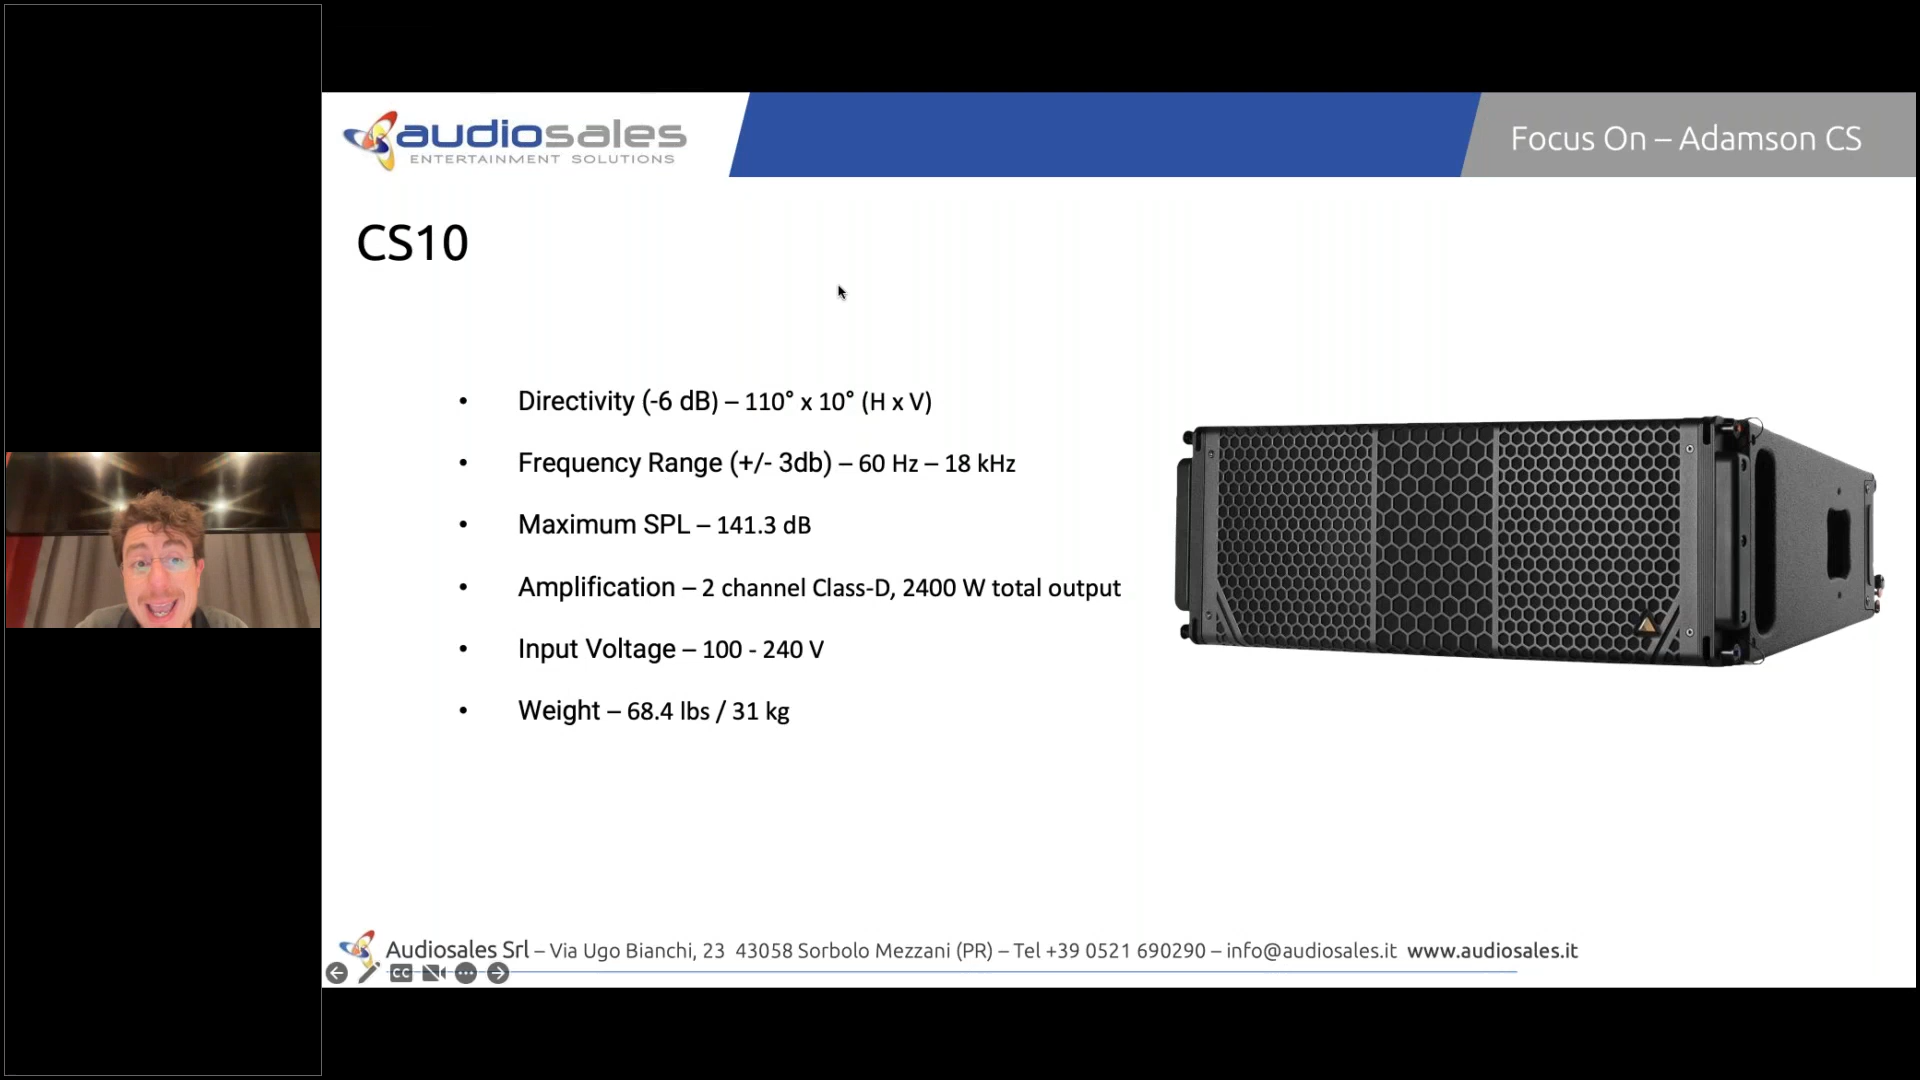 audiosales
ENTERTAINMENT SOLUTIONS
Focus On – Adamson CS
CS10
• Directivity (-6 dB) – 110° x 10° (H x V)
• Frequency Range (+/- 3db) – 60 Hz – 18 kHz
• Maximum SPL – 141.3 dB
• Amplification – 2 channel Class-D, 2400 W total output
• Input Voltage – 100 - 240 V
• Weight – 68.4 lbs / 31 kg
Audiosales Srl – Via Ugo Bianchi, 23 43058 Sorbolo Mezzani (PR) – Tel +39 0521 690290 – info@audiosales.it www.audiosales.it
CC